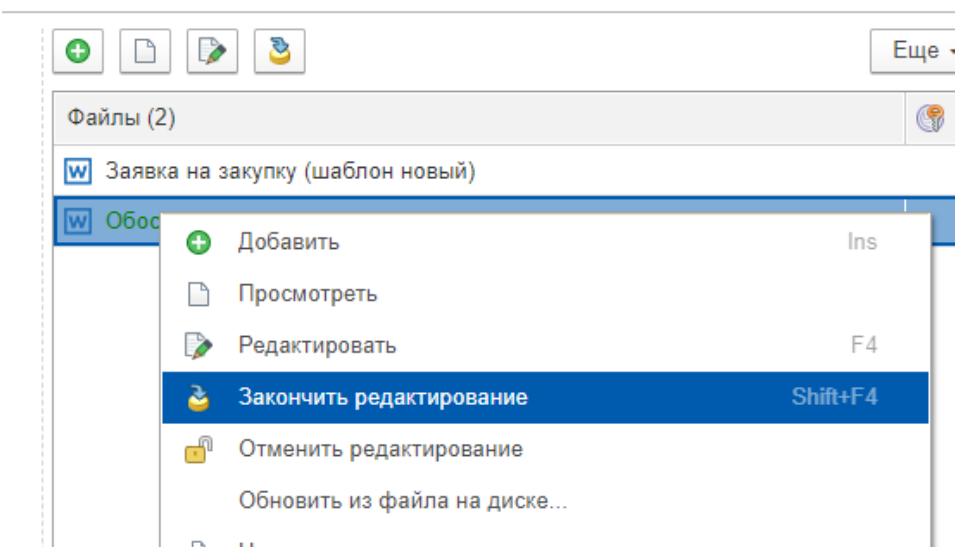 Еще
Файлы (2)
Заявка на закупку (шаблон новый)
Добавить Ins
Просмотреть
Редактировать F4
Закончить редактирование Shift+F4
Отменить редактирование
Обновить из файла на диске...